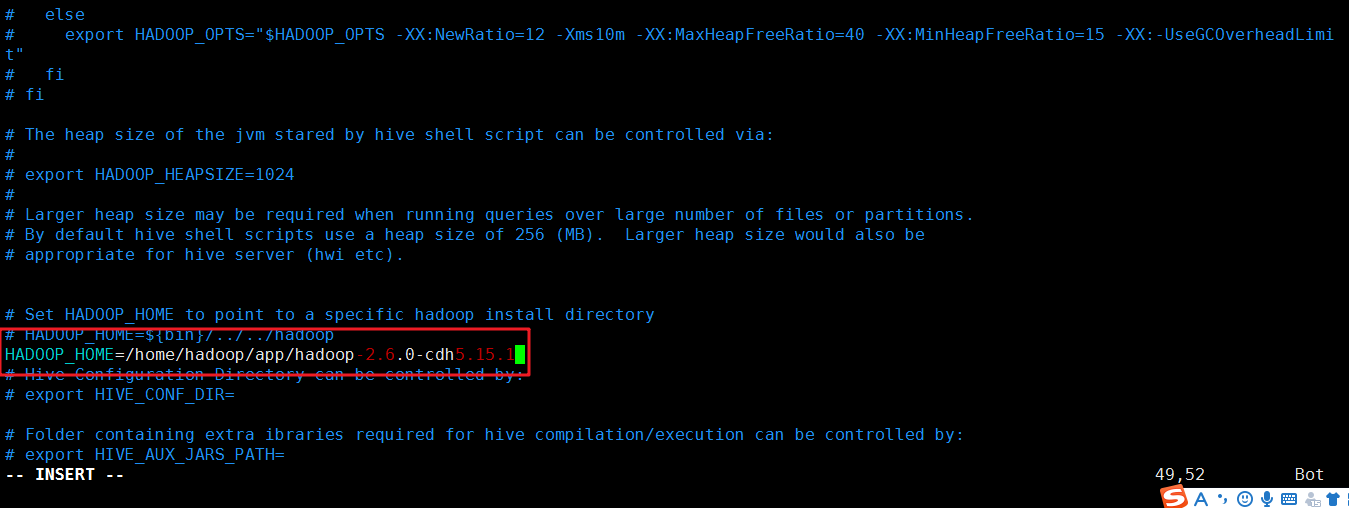 #   else
#     export HADOOP_OPTS="$HADOOP_OPTS -XX:NewRatio=12 -Xms10m -XX:MaxHeapFreeRatio=40 -XX:MinHeapFreeRatio=15 -XX:-UseGCOverheadLimi
t"
#   fi
# fi
# The heap size of the jvm stared by hive shell script can be controlled via:
#
# export HADOOP_HEAPSIZE=1024
#
# Larger heap size may be required when running queries over large number of files or partitions.
# By default hive shell scripts use a heap size of 256 (MB).  Larger heap size would also be
# appropriate for hive server (hwi etc).
# Set HADOOP_HOME to point to a specific hadoop install directory
# HADOOP_HOME=${bin}/../../hadoop
HADOOP_HOME=/home/hadoop/app/hadoop-2.6.0-cdh5.15.1
# Hive Configuration Directory can be controlled by:
# export HIVE_CONF_DIR=
# Folder containing extra ibraries required for hive compilation/execution can be controlled by:
# export HIVE_AUX_JARS_PATH=
-- INSERT -- 49,52 Bot
S A